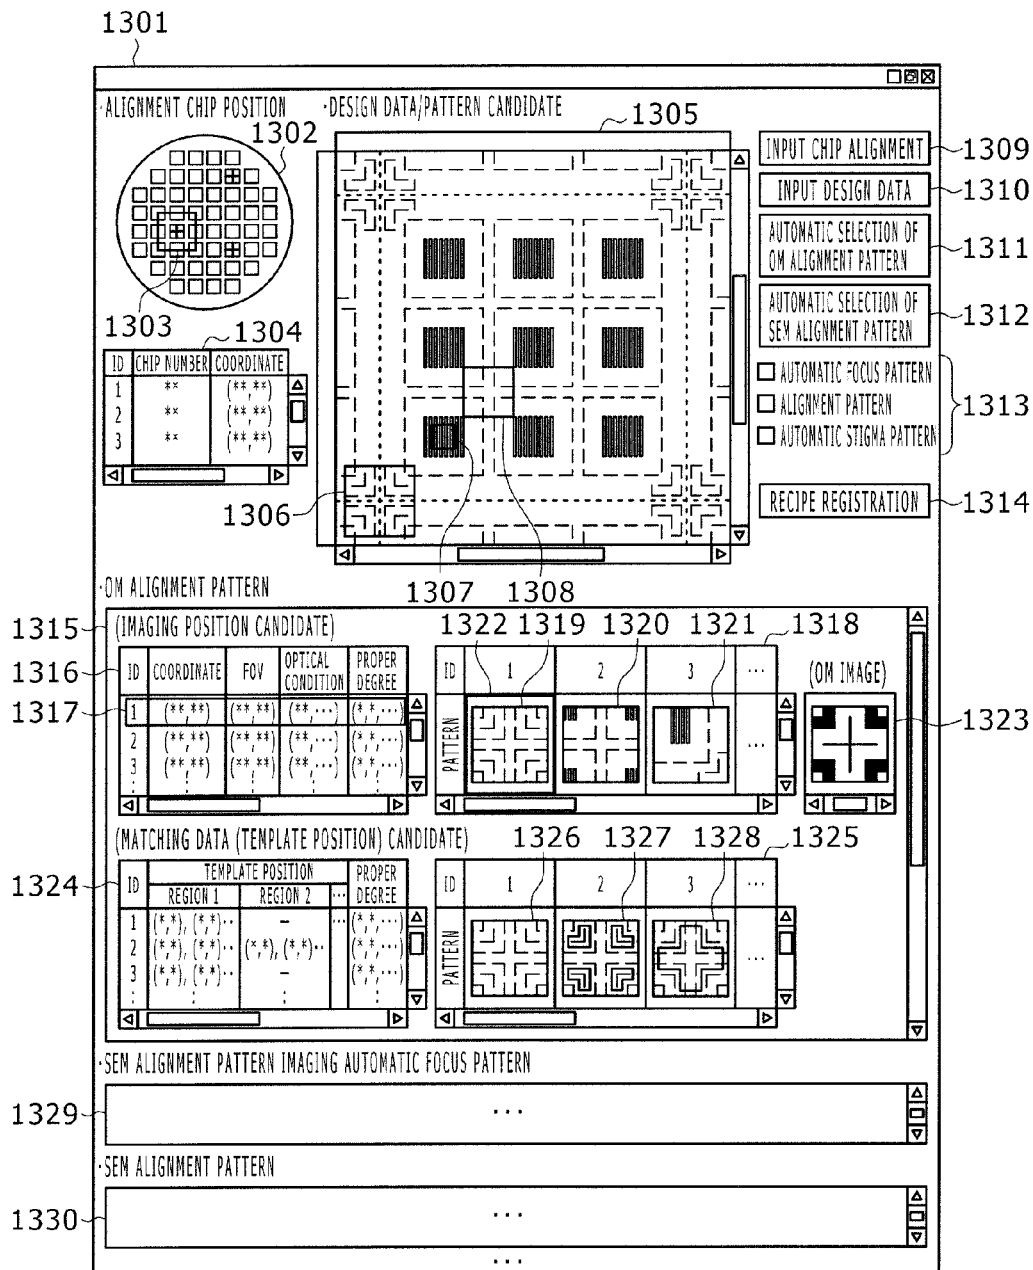 1301
·ALIGNMENT CHIP POSITION
·DESIGN DATA/PATTERN CANDIDATE
1302
1305
INPUT CHIP ALIGNMENT
1309
INPUT DESIGN DATA
1310
AUTOMATIC SELECTION OF
OM ALIGNMENT PATTERN
1311
AUTOMATIC SELECTION OF
SEM ALIGNMENT PATTERN
1312
1303
1304
ID CHIP NUMBER COORDINATE
1 ** (**,**)
2 ** (**,**)
3 ** (**,**)
AUTOMATIC FOCUS PATTERN
ALIGNMENT PATTERN
AUTOMATIC STIGMA PATTERN
1313
1306
RECIPE REGISTRATION
1314
1307
1308
·OM ALIGNMENT PATTERN
1315
(IMAGING POSITION CANDIDATE)
1322 1319 1320 1321 1318
1316
ID COORDINATE FOV OPTICAL CONDITION PROPER DEGREE
ID 1 2 3 ...
(OM IMAGE)
1317
1 (**,**) (**,**) (**,...) (*,*,...)
2 (**,**) (**,**) (**,...) (*,*,...)
3 (**,**) (**,**) (**,...) (*,*,...)
: : : : :
PATTERN
...
1323
(MATCHING DATA (TEMPLATE POSITION) CANDIDATE)
1326 1327 1328 1325
1324
ID TEMPLATE POSITION PROPER DEGREE
REGION 1 REGION 2 ...
ID 1 2 3 ...
1 (*,*), (*,*).. – ... (*,*,...)
2 (*,*), (*,*).. (*,*), (*,*).. (*,*,...)
3 (*,*), (*,*).. – (*,*,...)
: : : :
PATTERN
...
·SEM ALIGNMENT PATTERN IMAGING AUTOMATIC FOCUS PATTERN
1329
...
·SEM ALIGNMENT PATTERN
1330
...
...